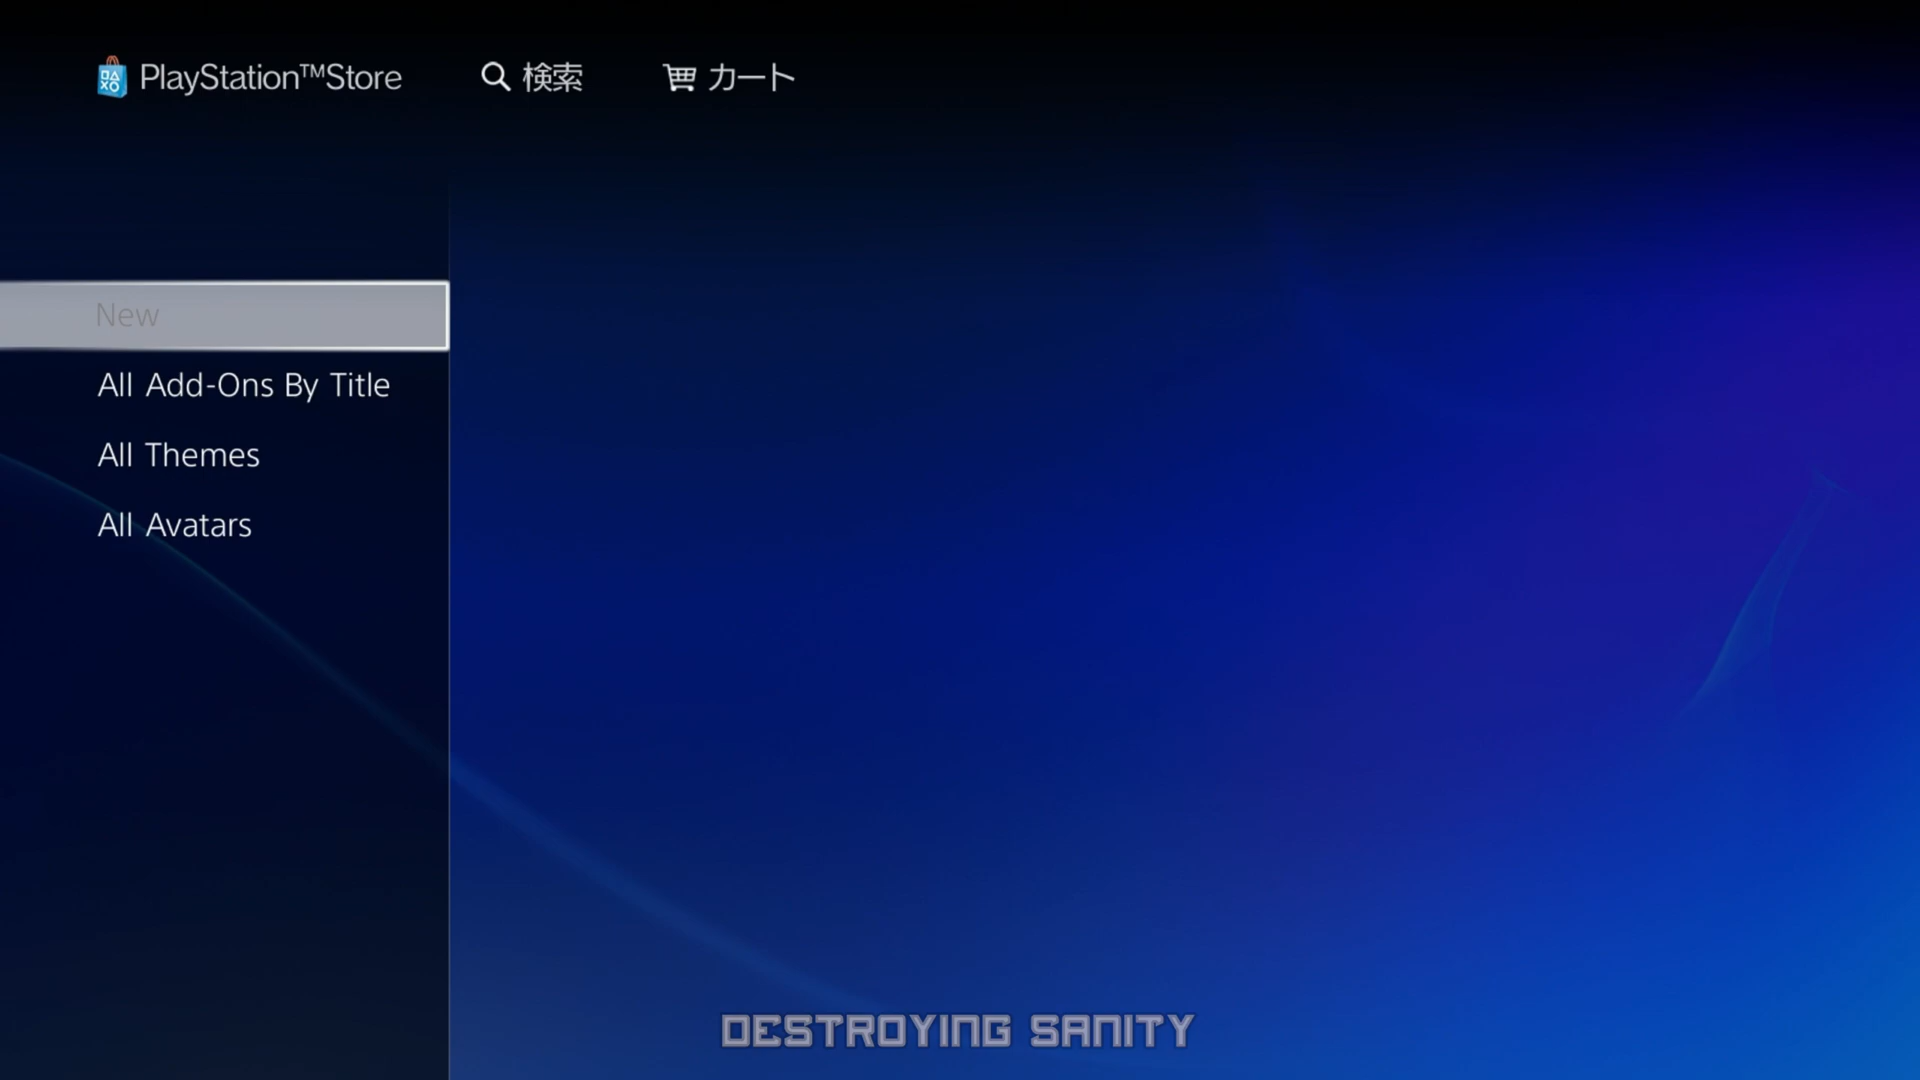 PlayStation™Store 検索 カート
New
All Add-Ons By Title
All Themes
All Avatars
DESTROYING SANITY